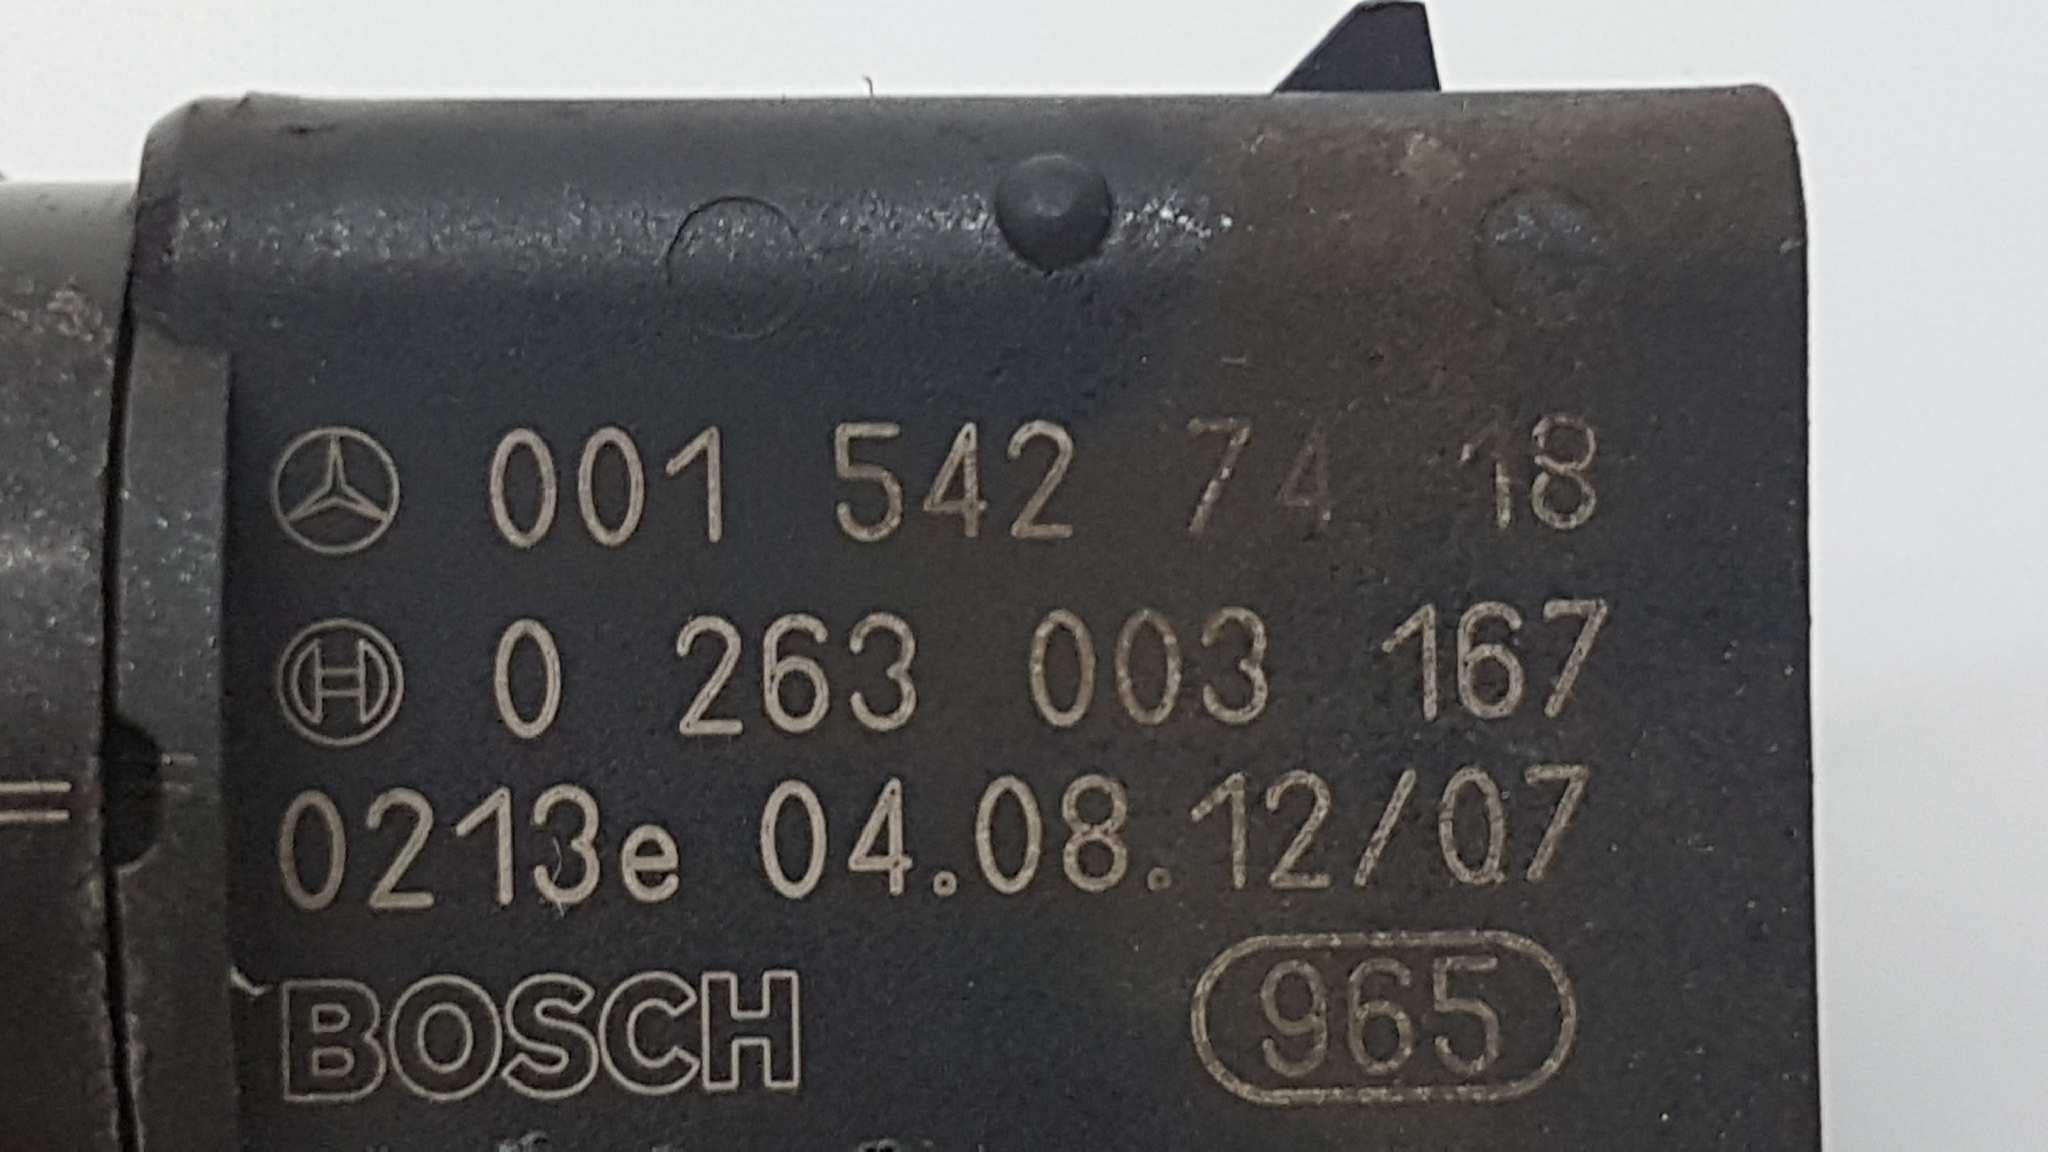 001 542 74 18
H 0 263 003 167
0213e 04.08.12/07
BOSCH 965